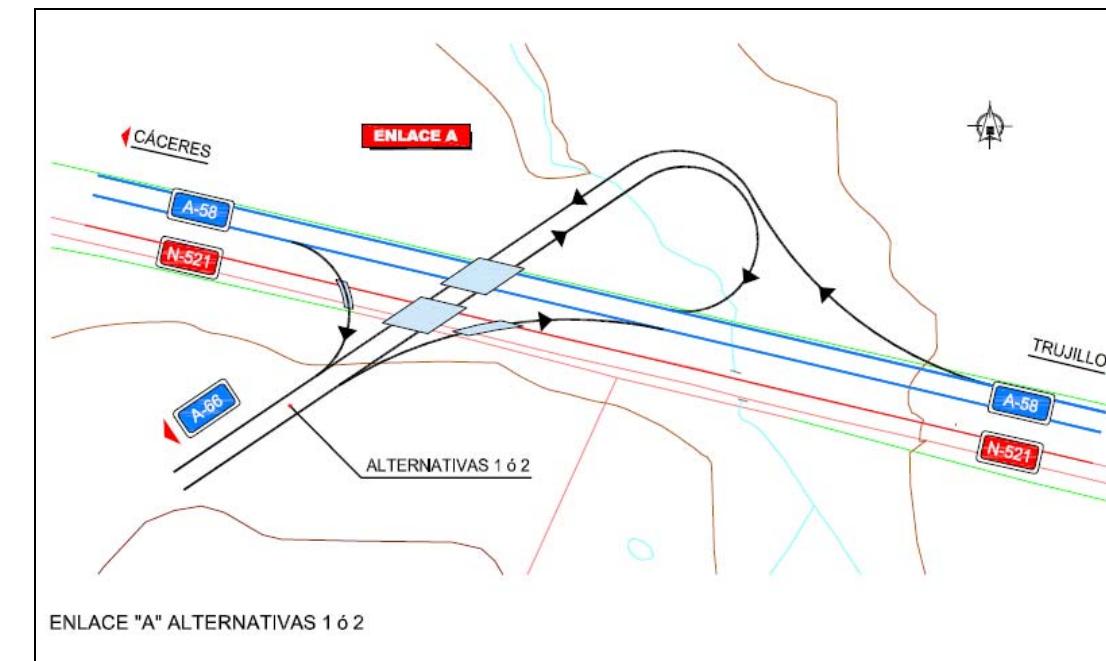 CÁCERES
ENLACE A
A-58
N-521
TRUJILLO
A-58
A-66
N-521
ALTERNATIVAS 1 ó 2
ENLACE "A" ALTERNATIVAS 1 ó 2